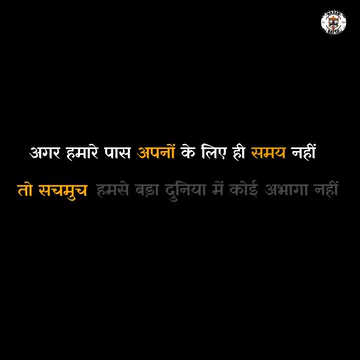 अगर हमारे पास अपनों के लिए ही समय नहीं
तो सचमुच हमसे बड़ा दुनिया में कोई अभागा नहीं